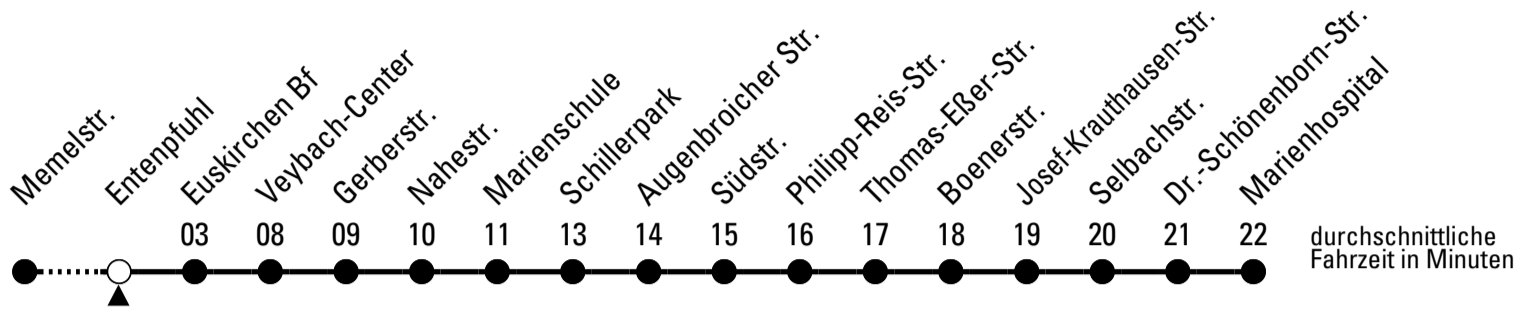 Memelstr.
Entenpfuhl
Euskirchen Bf
Veybach-Center
Gerberstr.
Nahestr.
Marienschule
Schillerpark
Augenbroicher Str.
Südstr.
Philipp-Reis-Str.
Thomas-Eßer-Str.
Boenerstr.
Josef-Krauthausen-Str.
Selbachstr.
Dr.-Schönenborn-Str.
Marienhospital
03 08 09 10 11 13 14 15 16 17 18 19 20 21 22
durchschnittliche
Fahrzeit in Minuten